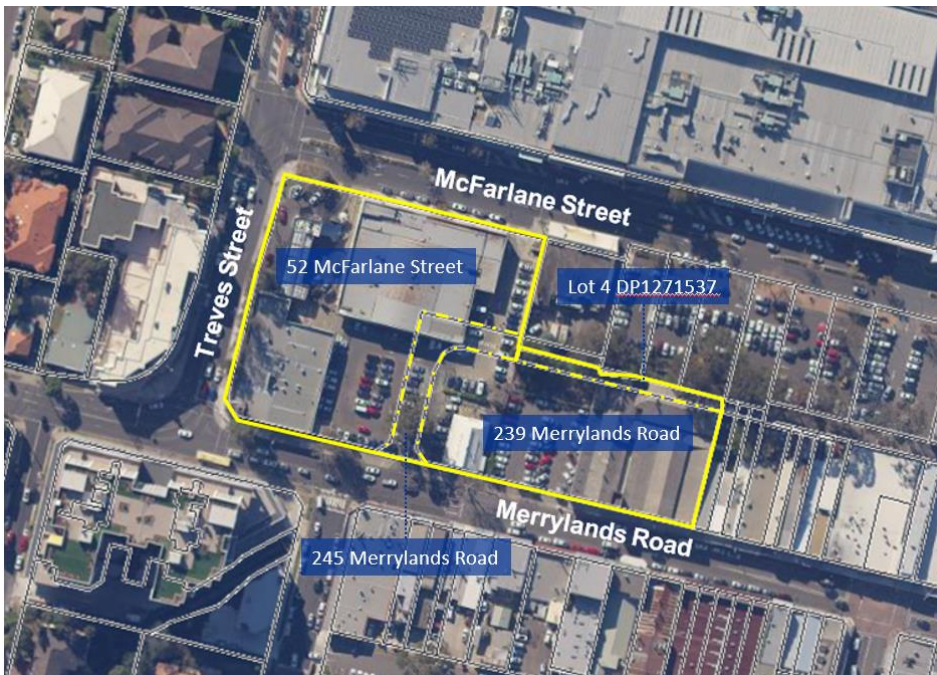 McFarlane Street
Treves Street
52 McFarlane Street
Lot 4 DP1271537
239 Merrylands Road
Merrylands Road
245 Merrylands Road